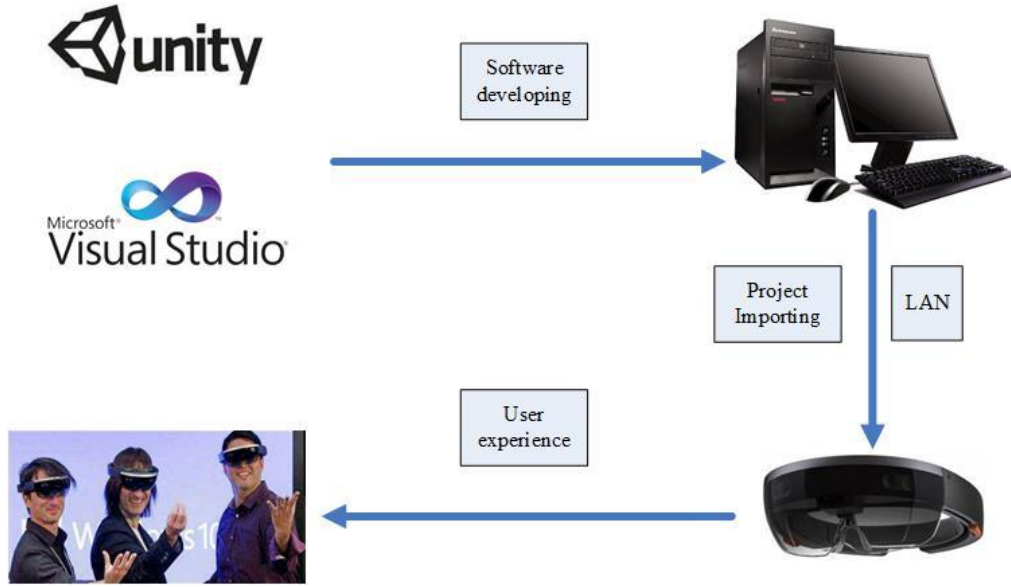 unity
Software
developing
Microsoft®
Visual Studio®
Project
Importing
LAN
User
experience